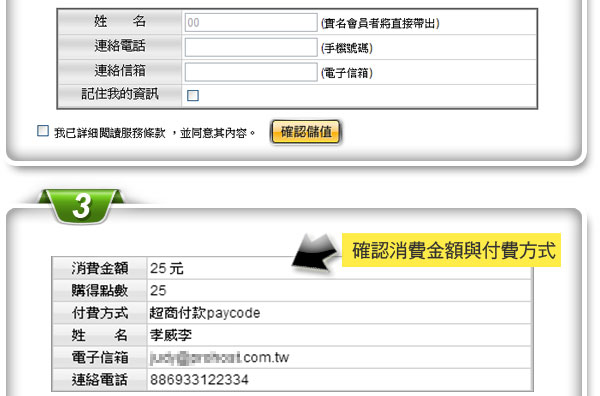 姓 名 00 (實名會員者將直接帶出)
連絡電話 (手機號碼)
連絡信箱 (電子信箱)
記住我的資訊
我已詳細閱讀服務條款，並同意其內容。 確認儲值
3
確認消費金額與付費方式
消費金額 25 元
購得點數 25
付費方式 超商付款paycode
姓 名 孝威李
電子信箱 .com.tw
連絡電話 886933122334